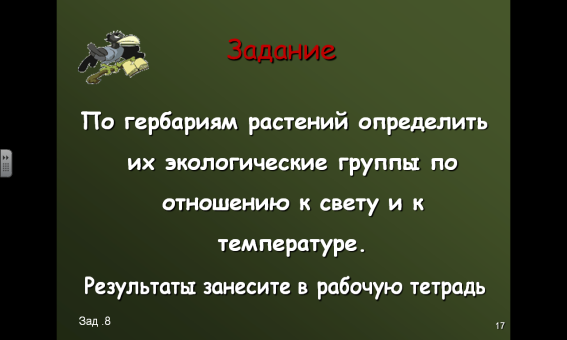 Задание
По гербариям растений определить
их экологические группы по
отношению к свету и к
температуре.
Результаты занесите в рабочую тетрадь
Зад .8
17